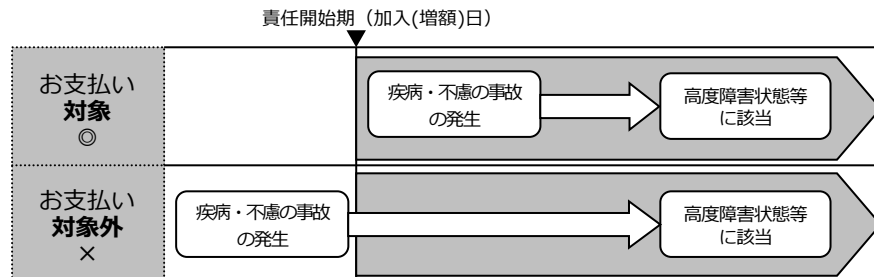 責任開始期（加入(増額)日）
お支払い
対象
◎
疾病・不慮の事故
の発生
高度障害状態等
に該当
お支払い
対象外
×
疾病・不慮の事故
の発生
高度障害状態等
に該当